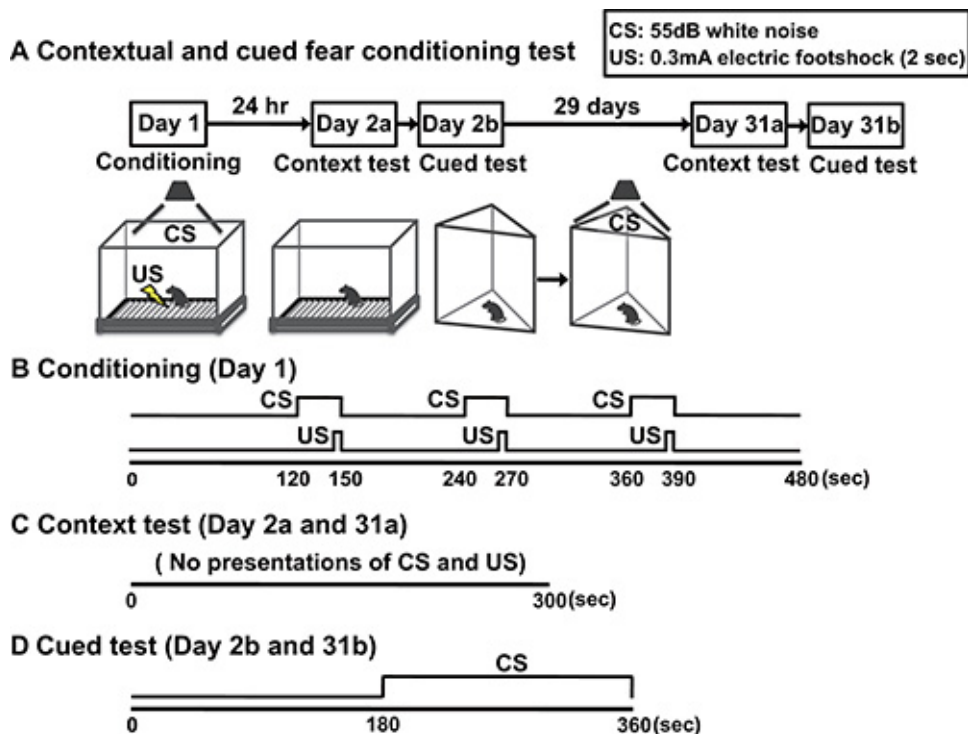 CS: 55dB white noise
US: 0.3mA electric footshock (2 sec)
A Contextual and cued fear conditioning test
24 hr
29 days
Day 1
Day 2a
Day 2b
Day 31a
Day 31b
Conditioning
Context test
Cued test
Context test
Cued test
CS
US
CS
B Conditioning (Day 1)
CS
CS
CS
US
US
US
0 120 150 240 270 360 390 480(sec)
C Context test (Day 2a and 31a)
( No presentations of CS and US)
0 300(sec)
D Cued test (Day 2b and 31b)
CS
0 180 360(sec)